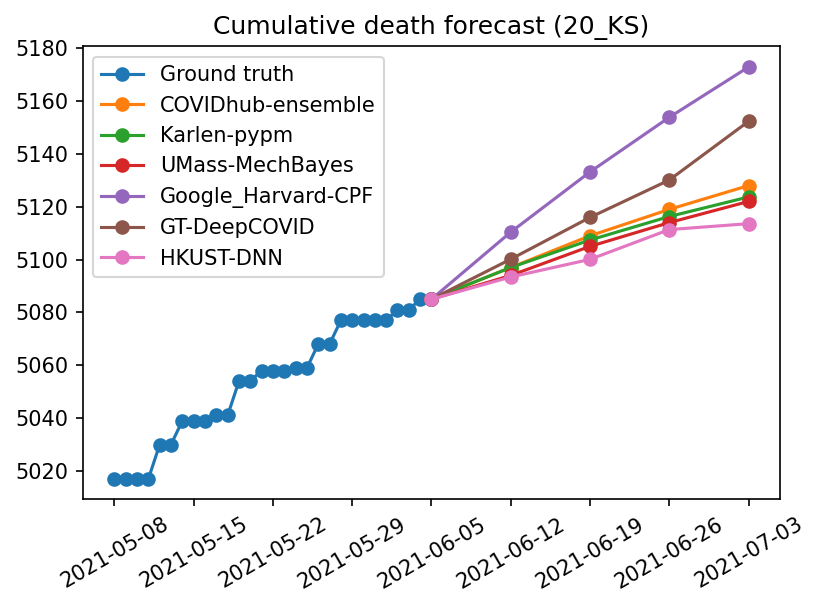 Cumulative death forecast (20_KS)
5180
5160
5140
5120
5100
5080
5060
5040
5020
Ground truth
COVIDhub-ensemble
Karlen-pypm
UMass-MechBayes
Google_Harvard-CPF
GT-DeepCOVID
HKUST-DNN
2021-05-08
2021-05-15
2021-05-22
2021-05-29
2021-06-05
2021-06-12
2021-06-19
2021-06-26
2021-07-03